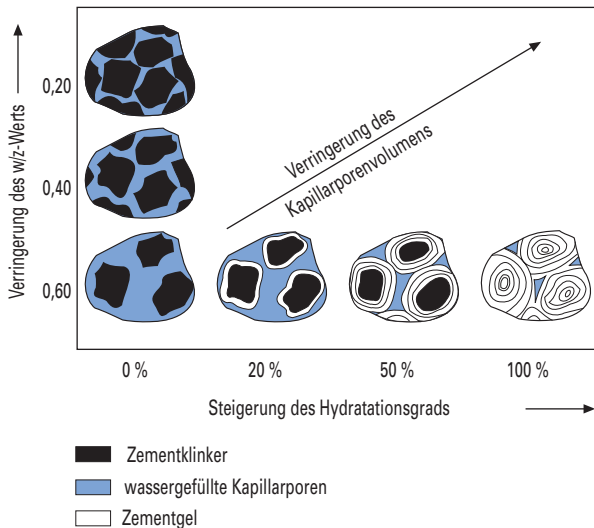 Verringerung des w/z-Werts
0,20
0,40
0,60
Verringerung des
Kapillarporenvolumens
0 %
20 %
50 %
100 %
Steigerung des Hydratationsgrads
Zementklinker
wassergefüllte Kapillarporen
Zementgel